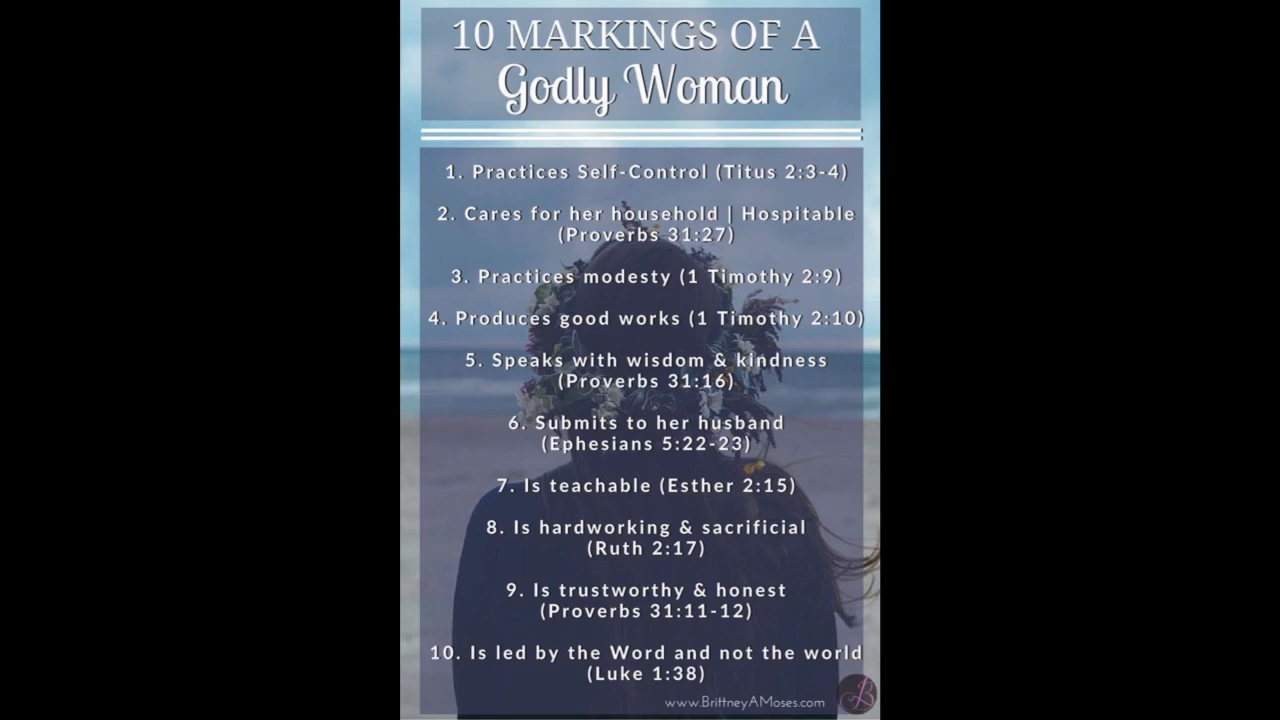 10 MARKINGS OF A
Godly Woman
1. Practices Self-Control (Titus 2:3-4)
2. Cares for her household | Hospitable
(Proverbs 31:27)
3. Practices modesty (1 Timothy 2:9)
4. Produces good works (1 Timothy 2:10)
5. Speaks with wisdom & kindness
(Proverbs 31:16)
6. Submits to her husband
(Ephesians 5:22-23)
7. Is teachable (Esther 2:15)
8. Is hardworking & sacrificial
(Ruth 2:17)
9. Is trustworthy & honest
(Proverbs 31:11-12)
10. Is led by the Word and not the world
(Luke 1:38)
www.BrittneyAMoses.com
B